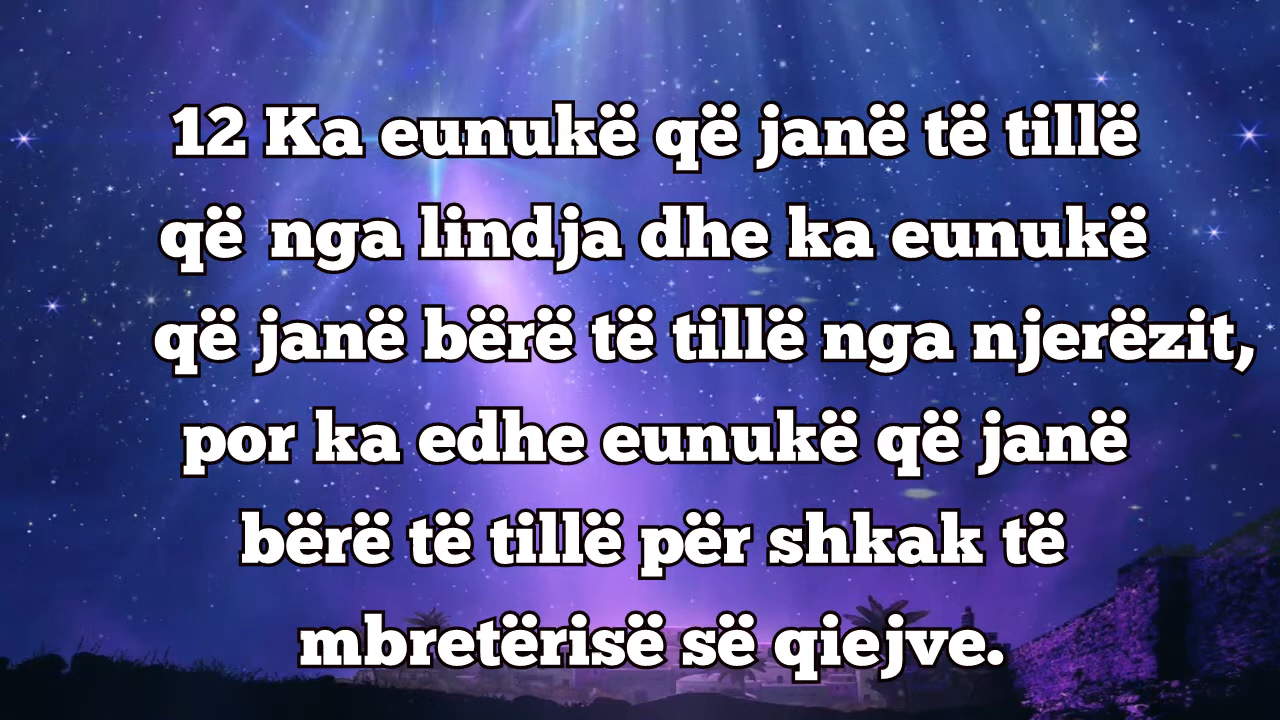 12 Ka eunukë që janë të tillë
që nga lindja dhe ka eunukë
që janë bërë të tillë nga njerëzit,
por ka edhe eunukë që janë
bërë të tillë për shkak të
mbretërisë së qiejve.